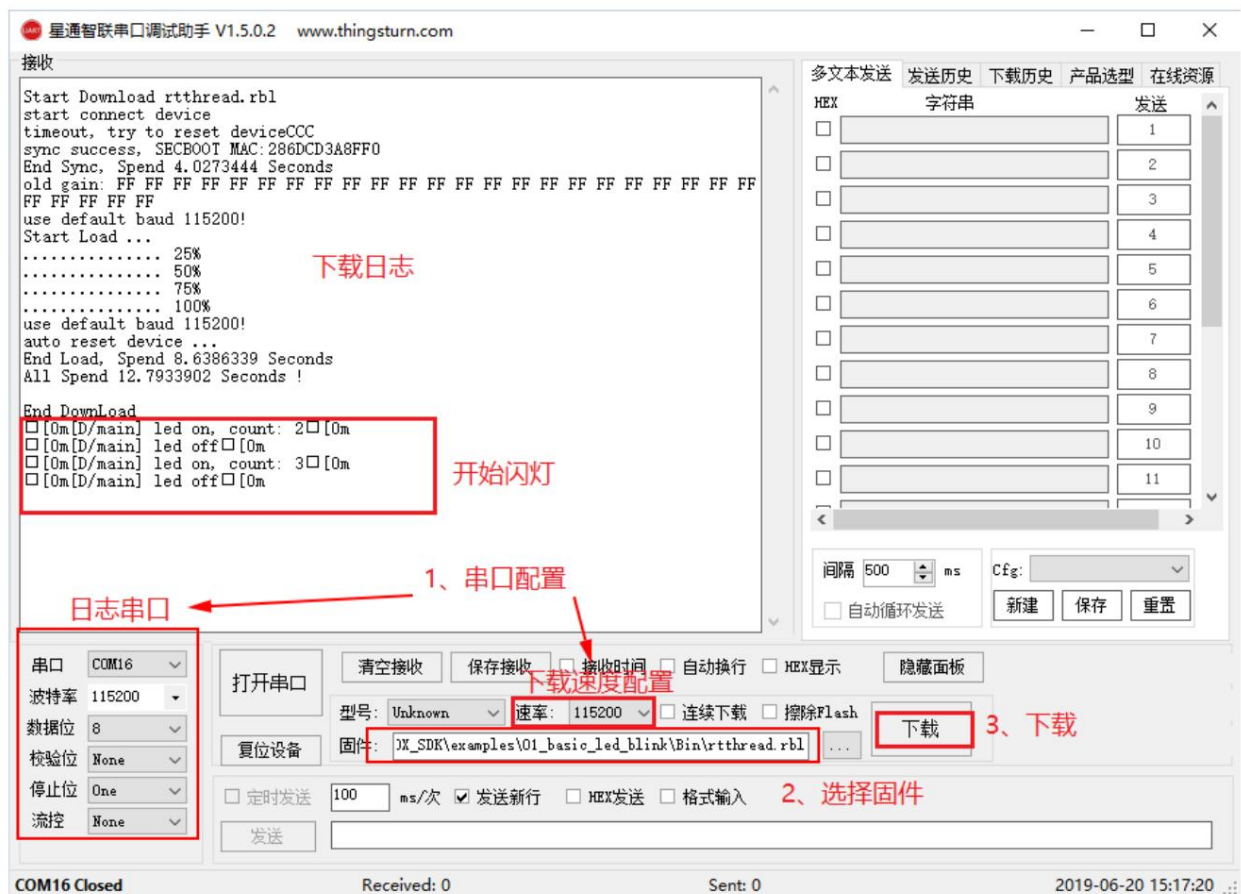 UART 星通智联串口调试助手 V1.5.0.2 www.thingsturn.com
接收
Start Download rtthread.rbl
start connect device
timeout, try to reset deviceCCC
sync success, SECBOOT MAC:286DCD3A8FF0
End Sync, Spend 4.0273444 Seconds
old gain: FF FF FF FF FF FF FF FF FF FF FF FF FF FF FF FF FF FF FF FF FF FF FF
FF FF FF FF FF
use default baud 115200!
Start Load ...
............... 25%
............... 50%
............... 75%
............... 100%
use default baud 115200!
auto reset device ...
End Load, Spend 8.6386339 Seconds
All Spend 12.7933902 Seconds !
End DownLoad
□[0m[D/main] led on, count: 2□[0m
□[0m[D/main] led off□[0m
□[0m[D/main] led on, count: 3□[0m
□[0m[D/main] led off□[0m
下载日志
开始闪灯
1、串口配置
日志串口
多文本发送 发送历史 下载历史 产品选型 在线资源
HEX 字符串 发送
1
2
3
4
5
6
7
8
9
10
11
间隔 500 ms Cfg:
自动循环发送 新建 保存 重置
串口 COM16
波特率 115200
数据位 8
校验位 None
停止位 One
流控 None
打开串口 清空接收 保存接收 接收时间 自动换行 HEX显示 隐藏面板
下载速度配置
型号: Unknown 速率: 115200 连续下载 擦除Flash 下载
3、下载
复位设备 固件: OX_SDK\examples\01_basic_led_blink\Bin\rtthread.rbl ...
2、选择固件
定时发送 100 ms/次 发送新行 HEX发送 格式输入
发送
COM16 Closed Received: 0 Sent: 0 2019-06-20 15:17:20